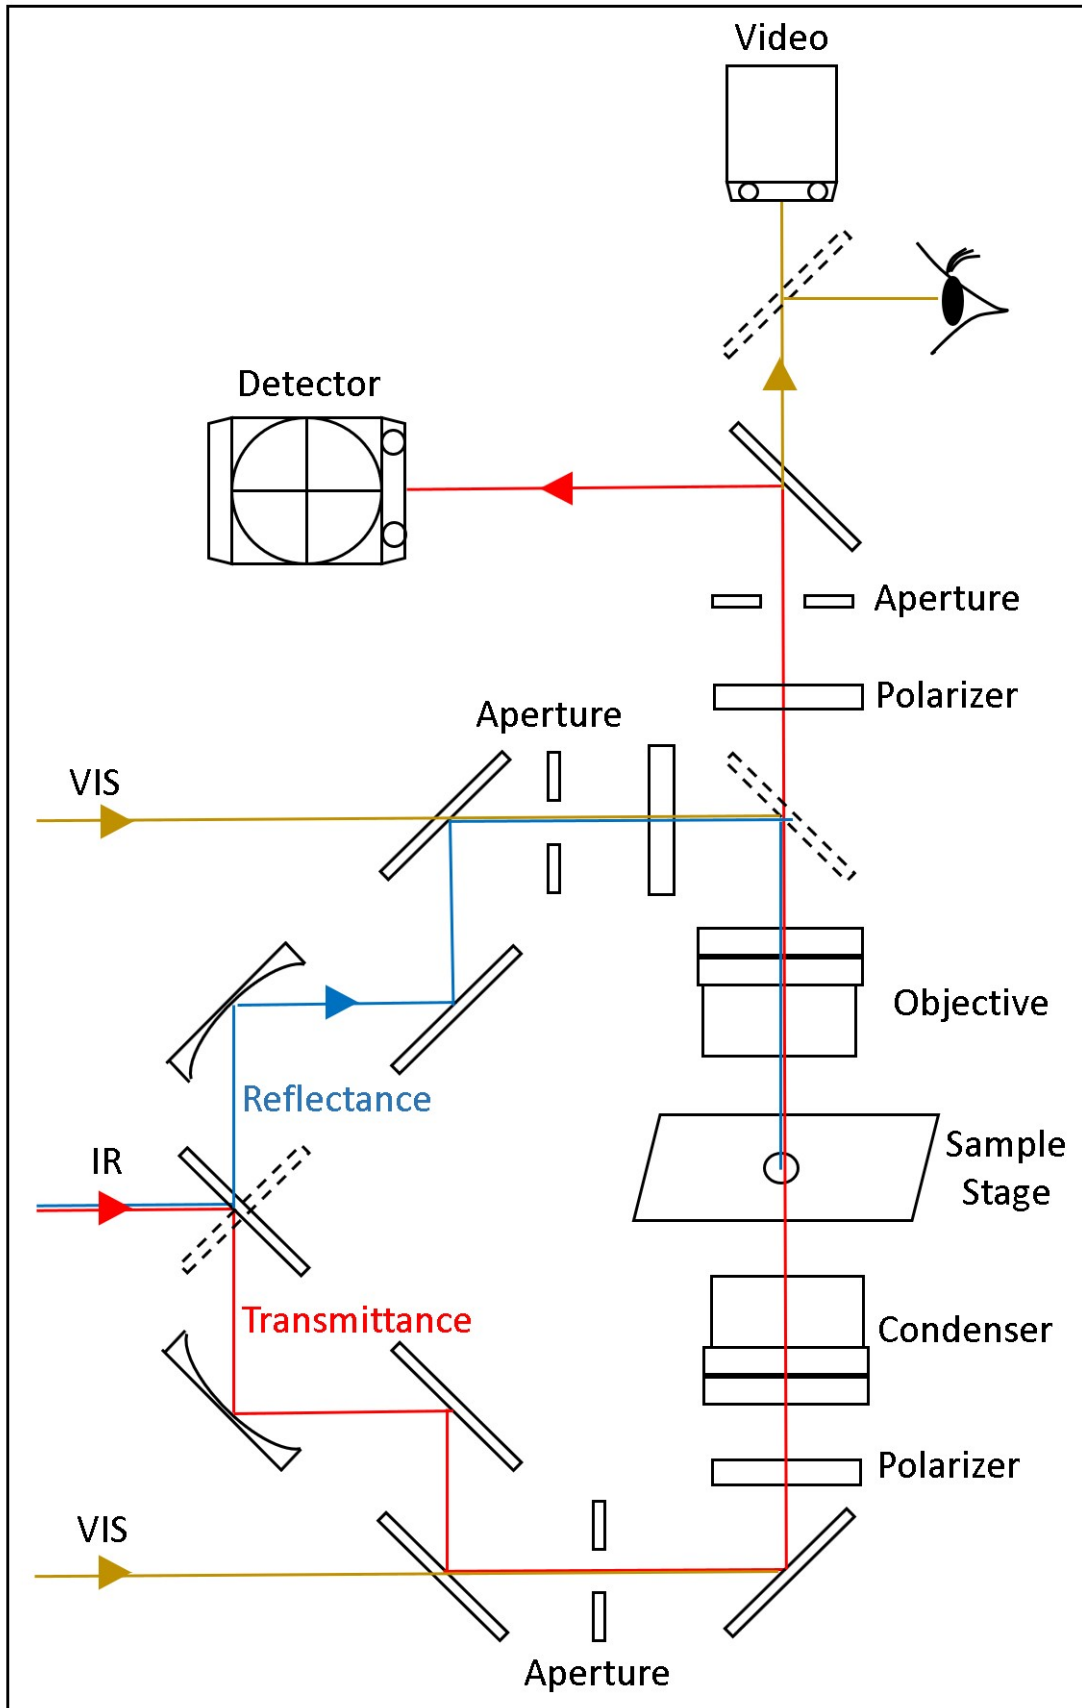 Video
Detector
Aperture
Polarizer
Aperture
VIS
Objective
Reflectance
Sample
Stage
IR
Transmittance
Condenser
Polarizer
VIS
Aperture